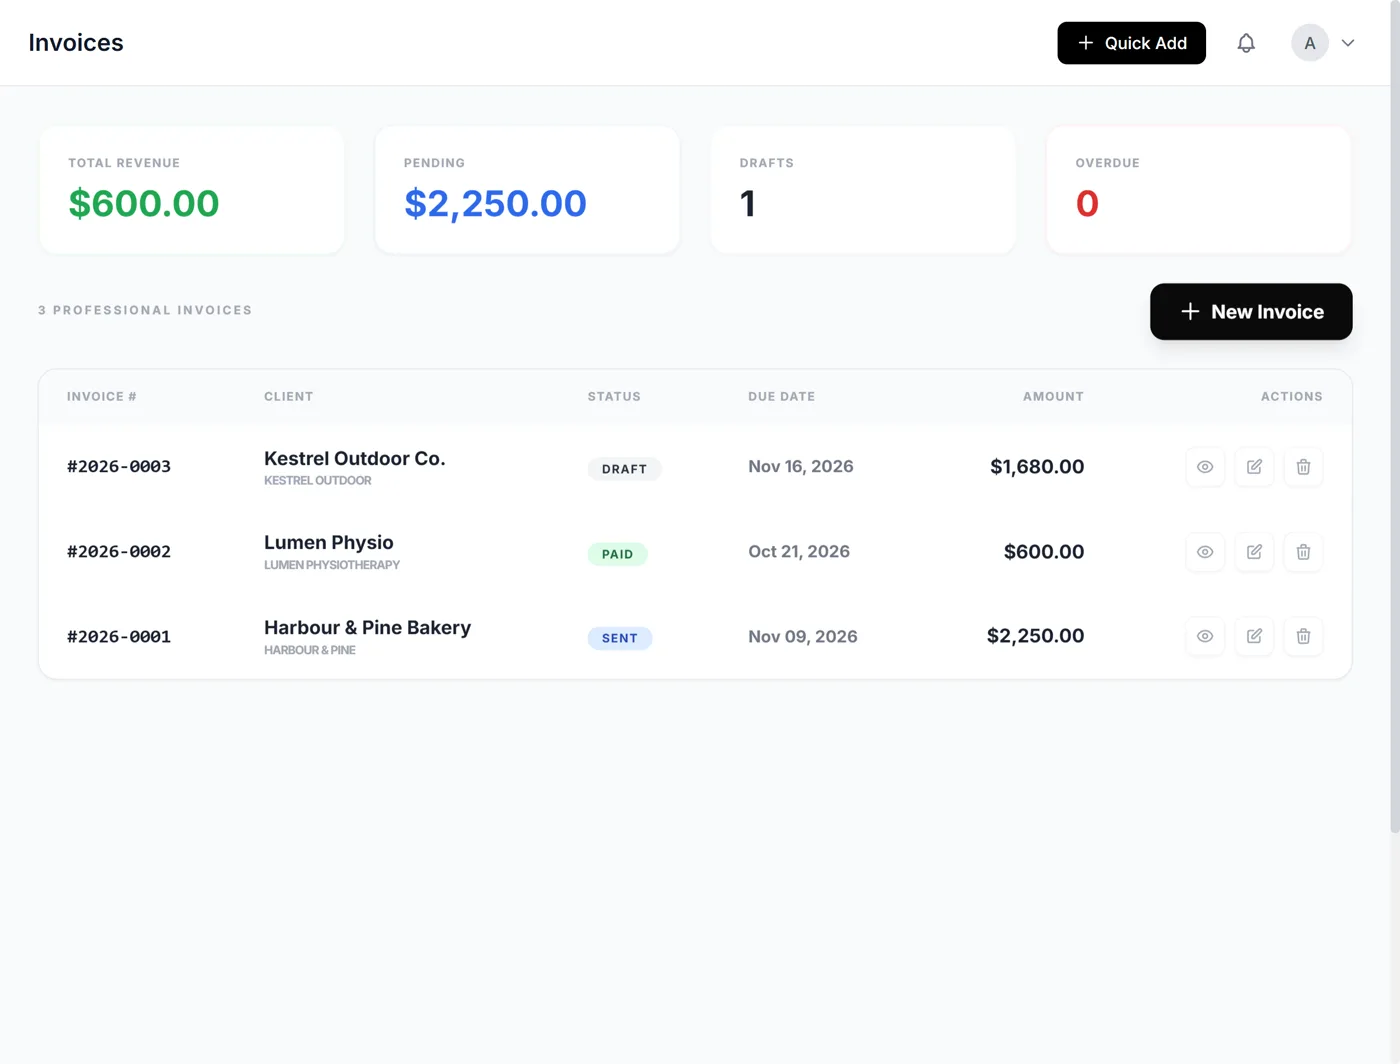 Invoices
Quick Add
A
TOTAL REVENUE
$600.00
PENDING
$2,250.00
DRAFTS
1
OVERDUE
0
3 PROFESSIONAL INVOICES
New Invoice
INVOICE # CLIENT STATUS DUE DATE AMOUNT ACTIONS
#2026-0003 Kestrel Outdoor Co. DRAFT Nov 16, 2026 $1,680.00
KESTREL OUTDOOR
#2026-0002 Lumen Physio PAID Oct 21, 2026 $600.00
LUMEN PHYSIOTHERAPY
#2026-0001 Harbour & Pine Bakery SENT Nov 09, 2026 $2,250.00
HARBOUR & PINE